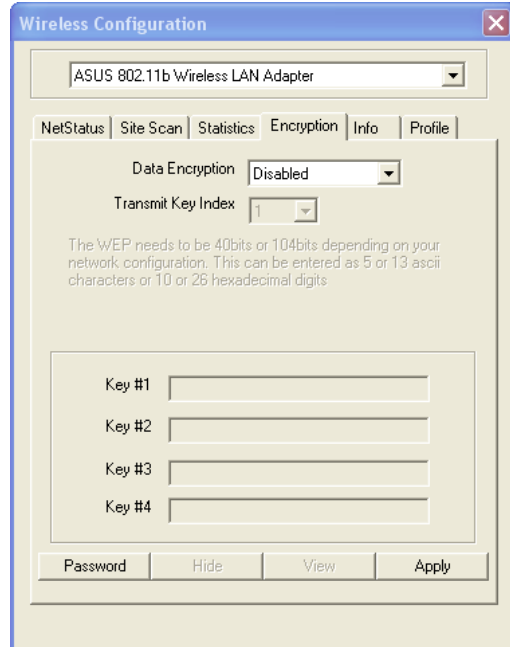 Wireless Configuration
ASUS 802.11b Wireless LAN Adapter
NetStatus Site Scan Statistics Encryption Info Profile
Data Encryption Disabled
Transmit Key Index 1
The WEP needs to be 40bits or 104bits depending on your
network configuration. This can be entered as 5 or 13 ascii
characters or 10 or 26 hexadecimal digits
Key #1
Key #2
Key #3
Key #4
Password Hide View Apply